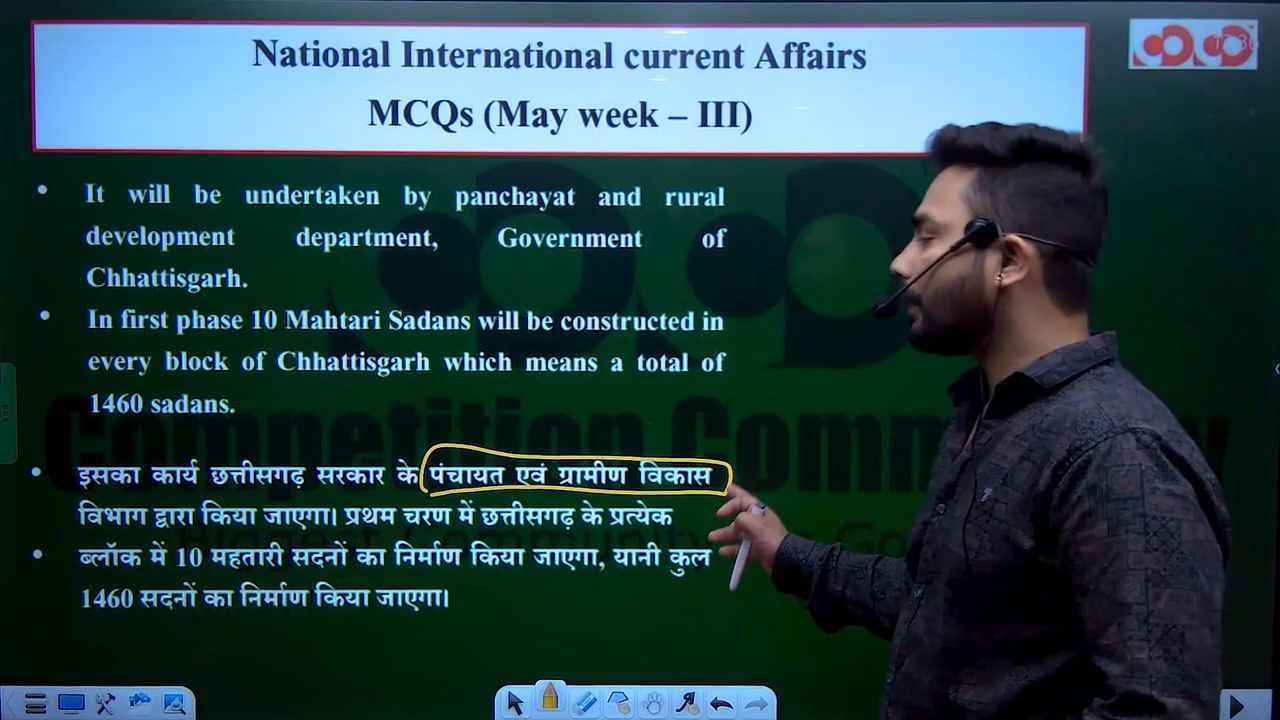 National International current Affairs
MCQs (May week – III)
• It will be undertaken by panchayat and rural
development department, Government of
Chhattisgarh.
• In first phase 10 Mahtari Sadans will be constructed in
every block of Chhattisgarh which means a total of
1460 sadans.
• इसका कार्य छत्तीसगढ़ सरकार के पंचायत एवं ग्रामीण विकास
विभाग द्वारा किया जाएगा। प्रथम चरण में छत्तीसगढ़ के प्रत्येक
• ब्लॉक में 10 महतारी सदनों का निर्माण किया जाएगा, यानी कुल
1460 सदनों का निर्माण किया जाएगा।
Competition Community